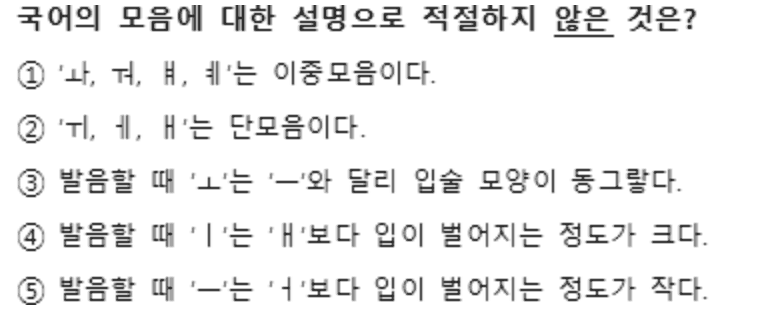 국어의 모음에 대한 설명으로 적절하지 않은 것은?
① 'ㅘ, ㅝ, ㅒ, ㅖ'는 이중모음이다.
② 'ㅟ, ㅔ, ㅐ'는 단모음이다.
③ 발음할 때 'ㅗ'는 'ㅡ'와 달리 입술 모양이 동그랗다.
④ 발음할 때 'ㅣ'는 'ㅐ'보다 입이 벌어지는 정도가 크다.
⑤ 발음할 때 'ㅡ'는 'ㅓ'보다 입이 벌어지는 정도가 작다.